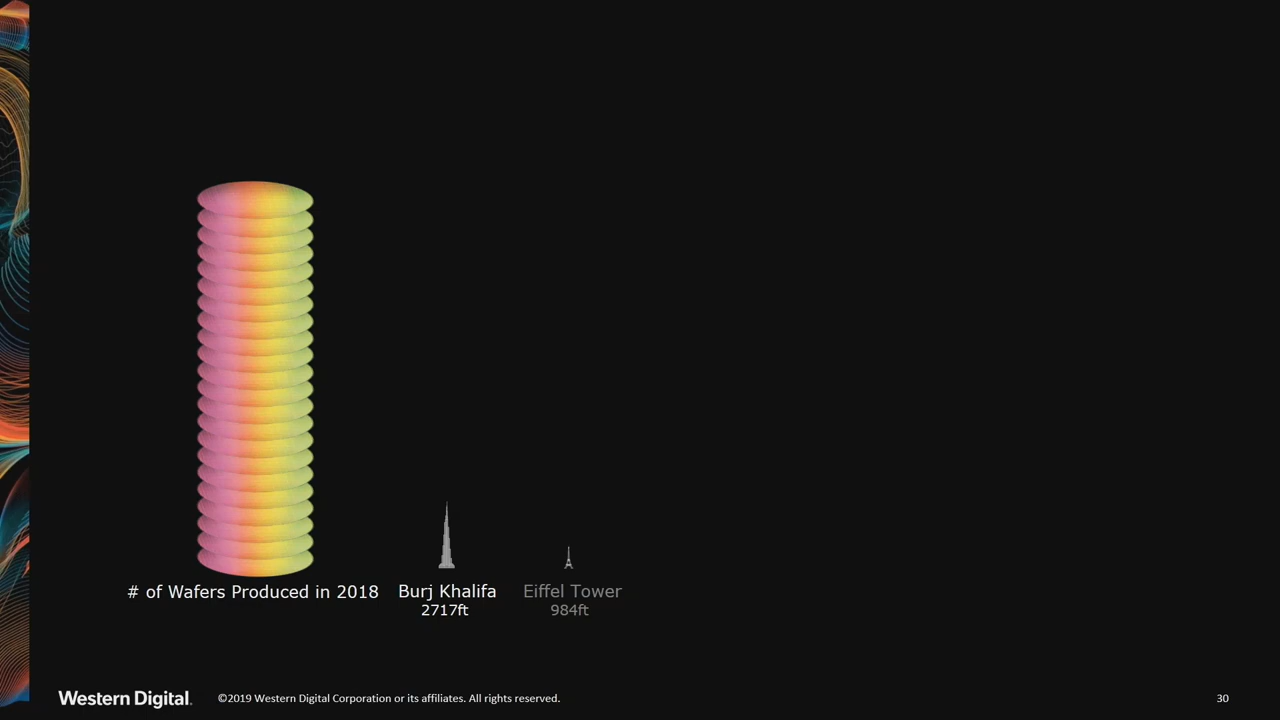 # of Wafers Produced in 2018
Burj Khalifa
2717ft
Eiffel Tower
984ft
Western Digital.
©2019 Western Digital Corporation or its affiliates. All rights reserved.
30